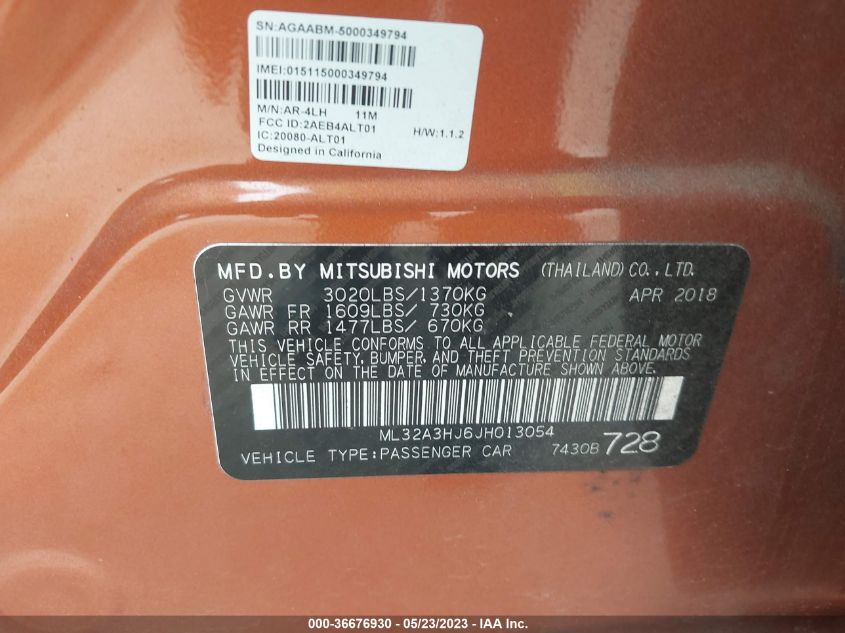 SN:AGAABM-5000349794
IMEI:015115000349794
M/N:AR-4LH 11M
FCC ID:2AEB4ALT01 H/W:1.1.2
IC:20080-ALT01
Designed in California
MFD.BY MITSUBISHI MOTORS (THAILAND)CO.,LTD.
GVWR 3020LBS/1370KG APR 2018
GAWR FR 1609LBS/ 730KG
GAWR RR 1477LBS/ 670KG
THIS VEHICLE CONFORMS TO ALL APPLICABLE FEDERAL MOTOR
VEHICLE SAFETY, BUMPER, AND THEFT PREVENTION STANDARDS
IN EFFECT ON THE DATE OF MANUFACTURE SHOWN ABOVE.
ML32A3HJ6JH013054
VEHICLE TYPE:PASSENGER CAR 7430B 728
000-36676930 - 05/23/2023 - IAA Inc.